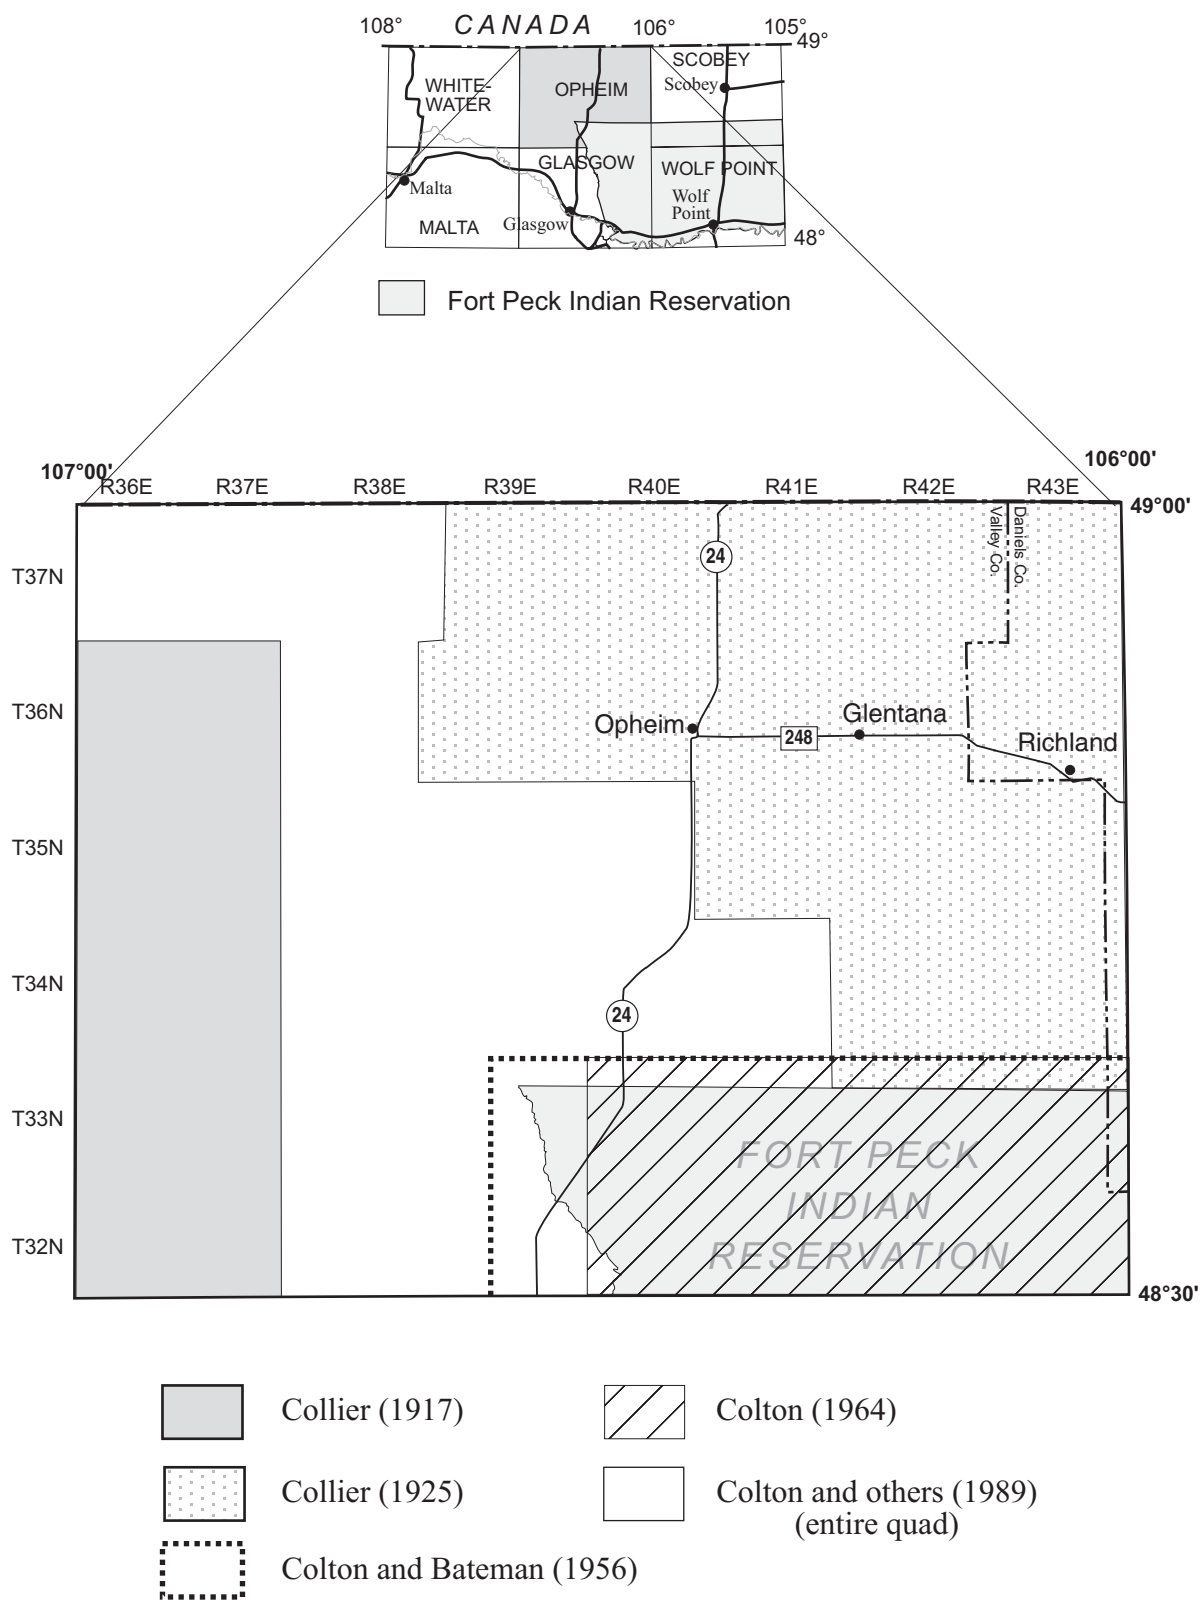 108°
CANADA
106°
105°
49°
SCOBEY
WHITE-
WATER
OPHEIM
Scobey
GLASGOW
WOLF POINT
Malta
Wolf
Point
MALTA
Glasgow
48°
Fort Peck Indian Reservation
107°00'
106°00'
R36E
R37E
R38E
R39E
R40E
R41E
R42E
R43E
49°00'
Valley Co.
Daniels Co.
24
T37N
T36N
Opheim
Glentana
248
Richland
T35N
T34N
24
T33N
FORT PECK
INDIAN
RESERVATION
T32N
48°30'
Collier (1917)
Colton (1964)
Collier (1925)
Colton and others (1989)
(entire quad)
Colton and Bateman (1956)